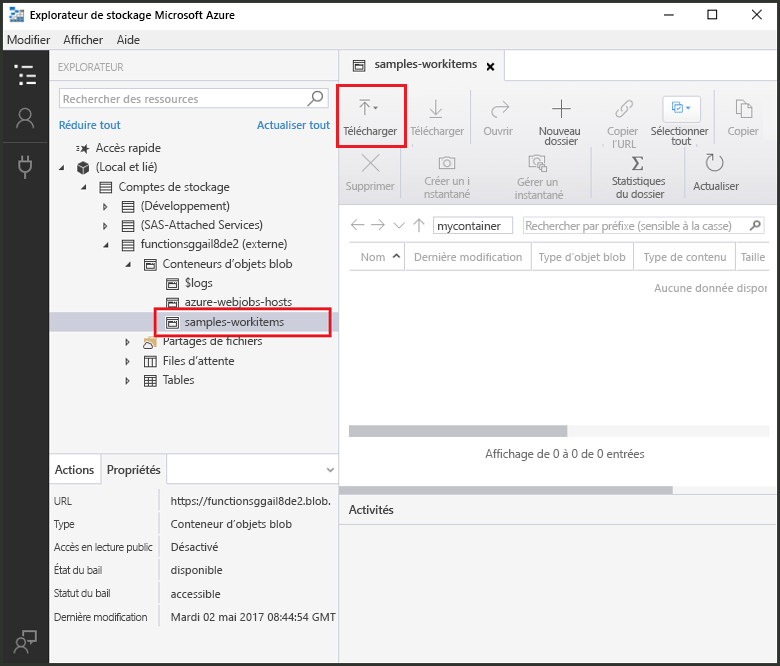 Explorateur de stockage Microsoft Azure
Modifier Afficher Aide
EXPLORATEUR
Rechercher des ressources
Réduire tout Actualiser tout
Accès rapide
(Local et lié)
Comptes de stockage
(Développement)
(SAS-Attached Services)
functionsggail8de2 (externe)
Conteneurs d'objets blob
$logs
azure-webjobs-hosts
samples-workitems
Partages de fichiers
Files d'attente
Tables
Actions Propriétés
URL https://functionsggail8de2.blob.
Type Conteneur d'objets blob
Accès en lecture public Désactivé
État du bail disponible
Statut du bail accessible
Dernière modification Mardi 02 mai 2017 08:44:54 GMT
samples-workitems
Télécharger Télécharger Ouvrir Nouveau dossier Copier l'URL Sélectionner tout Copier
Supprimer Créer un i nstantané Gérer un instantané Statistiques du dossier Actualiser
mycontainer Rechercher par préfixe (sensible à la casse)
Nom Dernière modification Type d'objet blob Type de contenu Taille
Aucune donnée dispor
Affichage de 0 à 0 de 0 entrées
Activités